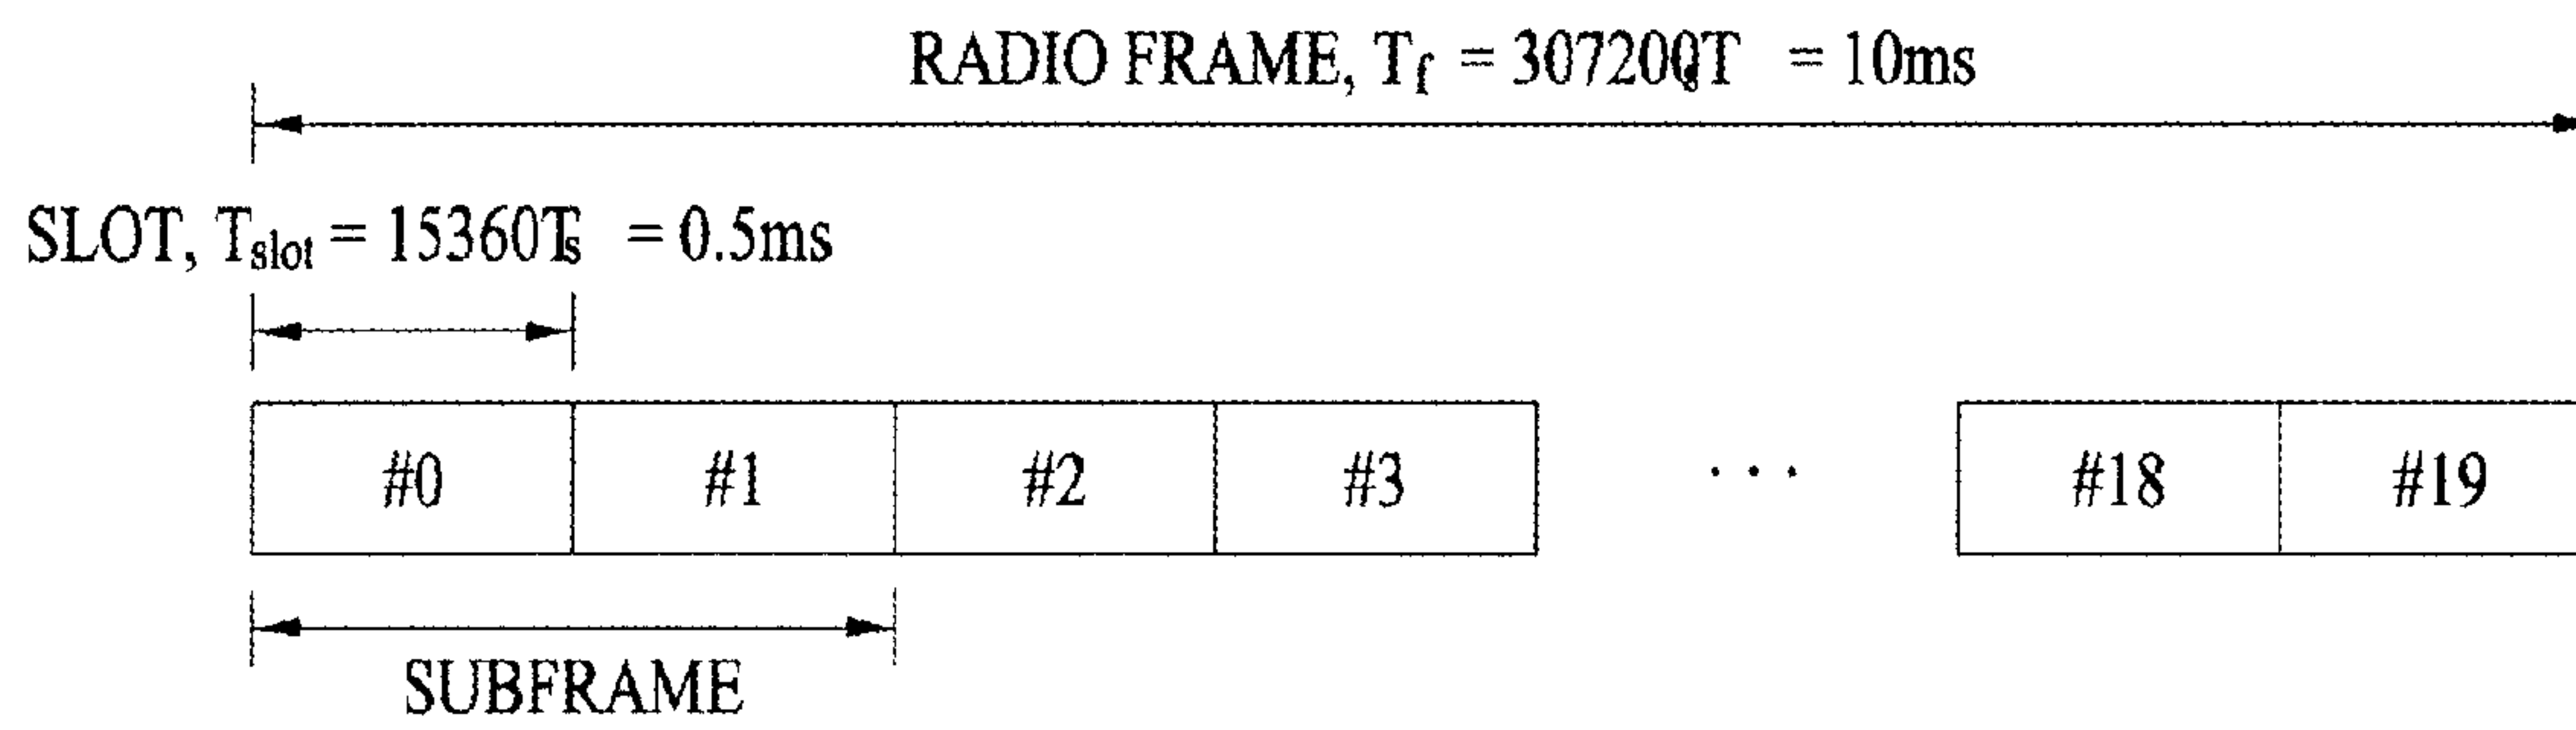 RADIO FRAME, Tf = 307200T = 10ms
SLOT, Tslot = 15360Ts = 0.5ms
#0 #1 #2 #3 ... #18 #19
SUBFRAME